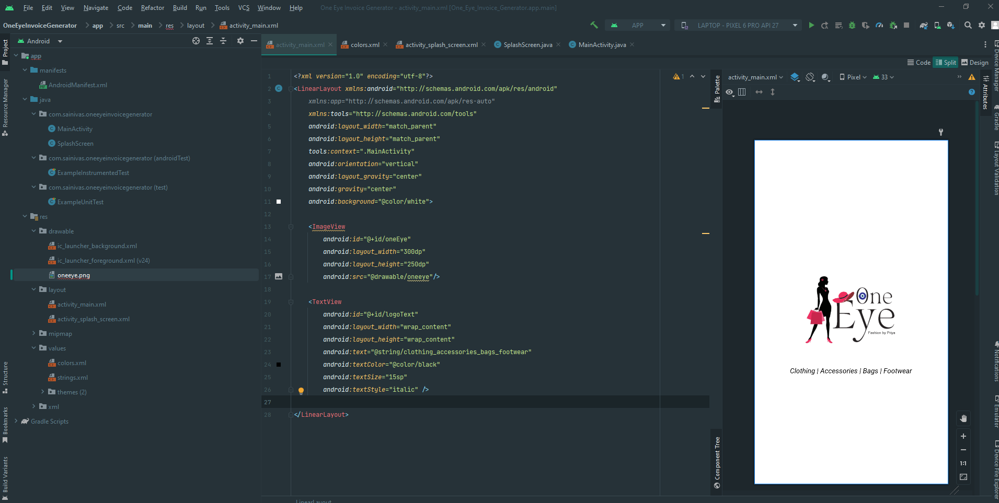 File Edit View Navigate Code Refactor Build Run Tools VCS Window Help One Eye Invoice Generator - activity_main.xml [One_Eye_Invoice_Generator.app.main]
OneEyeInvoiceGenerator app src main res layout activity_main.xml APP LAPTOP - PIXEL 6 PRO API 27
Project
Resource Manager
Structure
Bookmarks
Build Variants
Android
app
manifests
AndroidManifest.xml
java
com.sainivas.oneeyeinvoicegenerator
MainActivity
SplashScreen
com.sainivas.oneeyeinvoicegenerator (androidTest)
ExampleInstrumentedTest
com.sainivas.oneeyeinvoicegenerator (test)
ExampleUnitTest
res
drawable
ic_launcher_background.xml
ic_launcher_foreground.xml (v24)
oneeye.png
layout
activity_main.xml
activity_splash_screen.xml
mipmap
values
colors.xml
strings.xml
themes (2)
xml
Gradle Scripts
activity_main.xml colors.xml activity_splash_screen.xml SplashScreen.java MainActivity.java
Code Split Design
1 <?xml version="1.0" encoding="utf-8"?>
2 <LinearLayout xmlns:android="http://schemas.android.com/apk/res/android"
3 xmlns:app="http://schemas.android.com/apk/res-auto"
4 xmlns:tools="http://schemas.android.com/tools"
5 android:layout_width="match_parent"
6 android:layout_height="match_parent"
7 tools:context=".MainActivity"
8 android:orientation="vertical"
9 android:layout_gravity="center"
10 android:gravity="center"
11 android:background="@color/white">
12
13 <ImageView
14 android:id="@+id/oneEye"
15 android:layout_width="300dp"
16 android:layout_height="250dp"
17 android:src="@drawable/oneeye"/>
18
19 <TextView
20 android:id="@+id/logoText"
21 android:layout_width="wrap_content"
22 android:layout_height="wrap_content"
23 android:text="@string/clothing_accessories_bags_footwear"
24 android:textColor="@color/black"
25 android:textSize="15sp"
26 android:textStyle="italic" />
27
28 </LinearLayout>
1
LinearLayout
Palette
Component Tree
activity_main.xml Pixel 33
One
Eye
Fashion by Priya
Clothing | Accessories | Bags | Footwear
1:1
Attributes
Device Manager
Gradle
Layout Validation
Notifications
Emulator
Device File Explorer